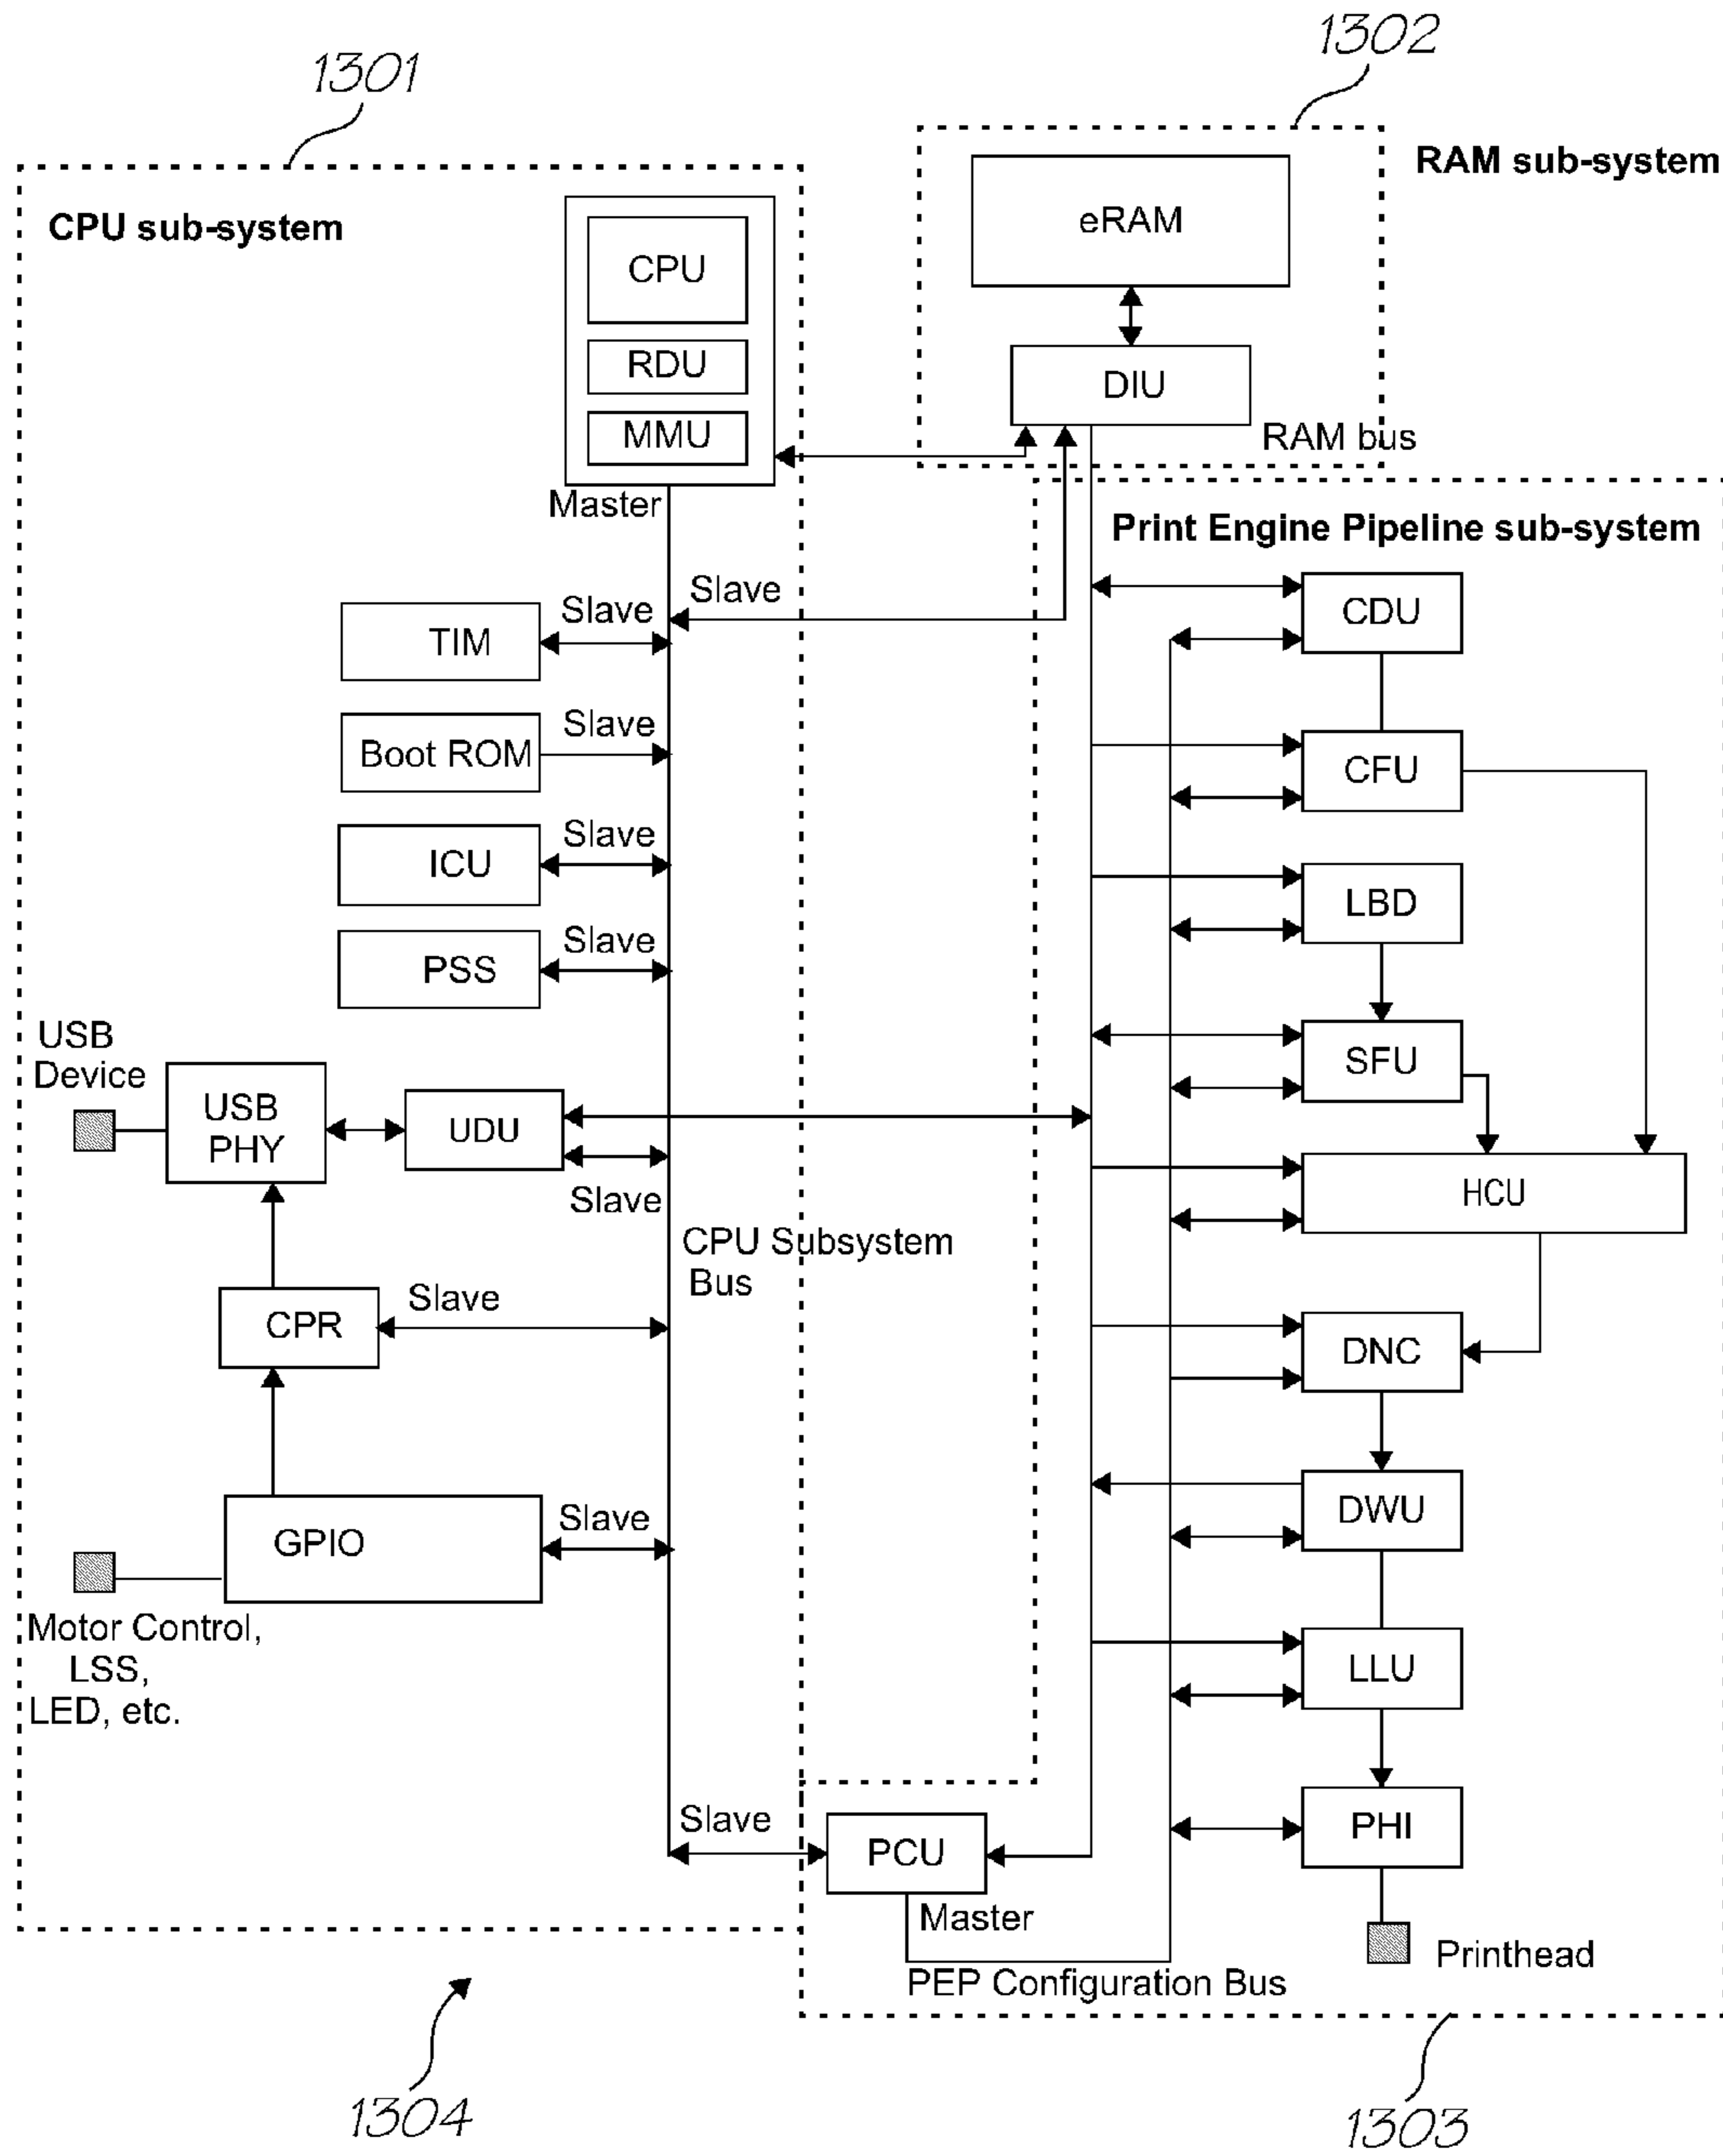 1301
1302
RAM sub-system
CPU sub-system
eRAM
CPU
RDU
DIU
MMU
RAM bus
Master
Print Engine Pipeline sub-system
Slave
Slave
CDU
TIM
Slave
Boot ROM
CFU
Slave
ICU
LBD
Slave
PSS
USB
Device
SFU
USB
PHY
UDU
Slave
HCU
CPU Subsystem
Bus
Slave
CPR
DNC
Slave
GPIO
DWU
Motor Control,
LSS,
LED, etc.
LLU
Slave
PCU
PHI
Master
Printhead
PEP Configuration Bus
1304
1303